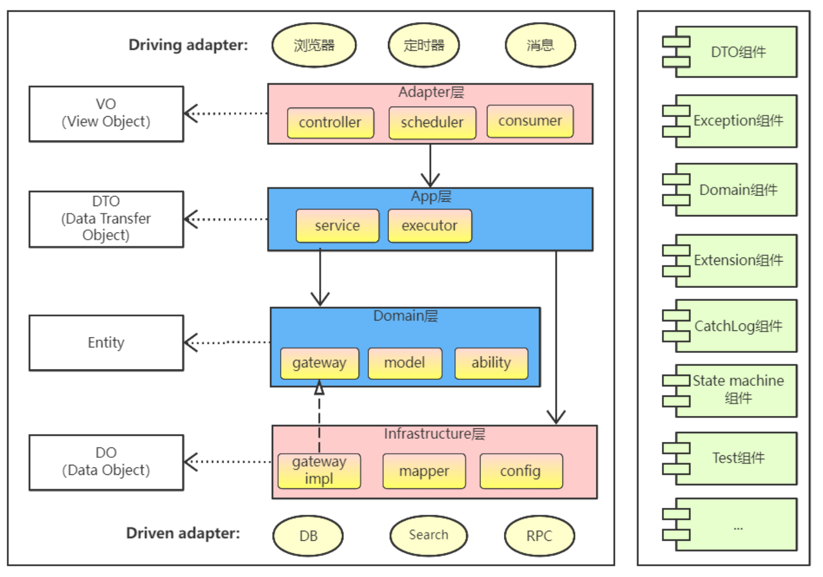 Driving adapter:
浏览器
定时器
消息
VO
(View Object)
Adapter层
controller
scheduler
consumer
DTO
(Data Transfer
Object)
App层
service
executor
Entity
Domain层
gateway
model
ability
DO
(Data Object)
Infrastructure层
gateway
impl
mapper
config
Driven adapter:
DB
Search
RPC
DTO组件
Exception组件
Domain组件
Extension组件
CatchLog组件
State machine
组件
Test组件
...